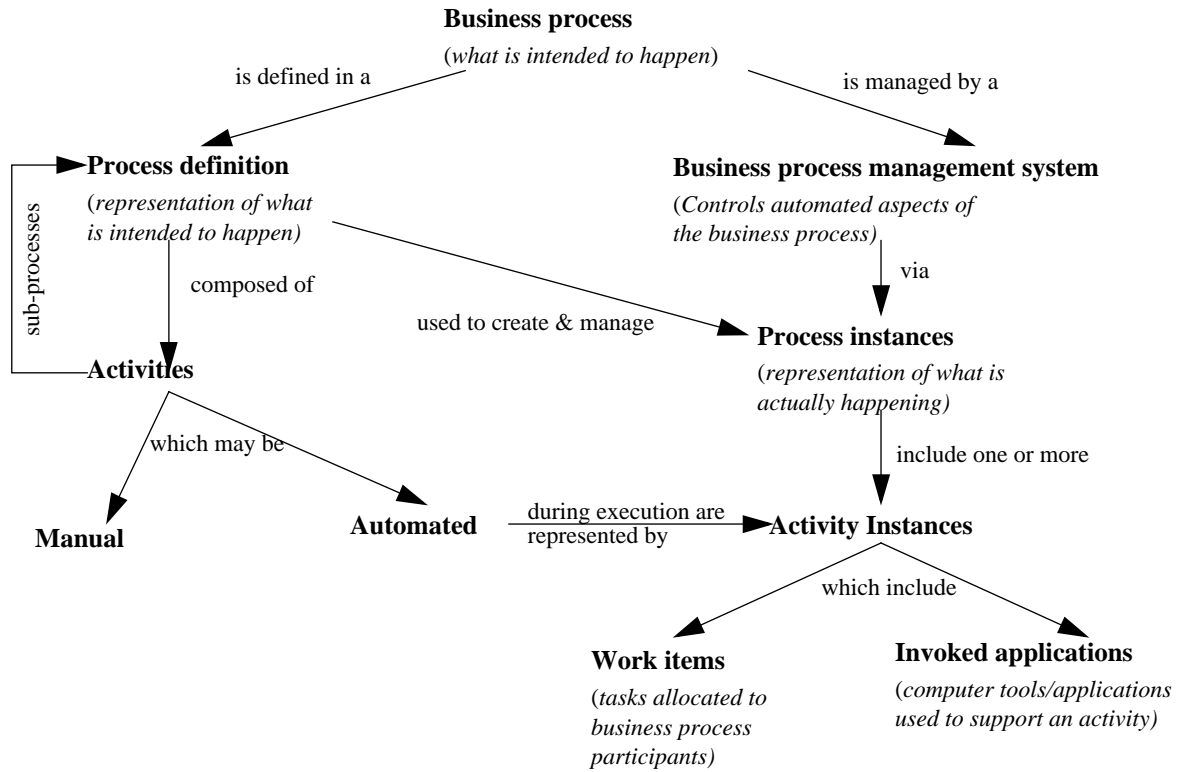 Business process
(what is intended to happen)
is defined in a
is managed by a
Process definition
(representation of what
is intended to happen)
Business process management system
(Controls automated aspects of
the business process)
sub-processes
composed of
via
used to create & manage
Process instances
(representation of what is
actually happening)
Activities
which may be
include one or more
Manual
Automated
during execution are
represented by
Activity Instances
which include
Work items
(tasks allocated to
business process
participants)
Invoked applications
(computer tools/applications
used to support an activity)